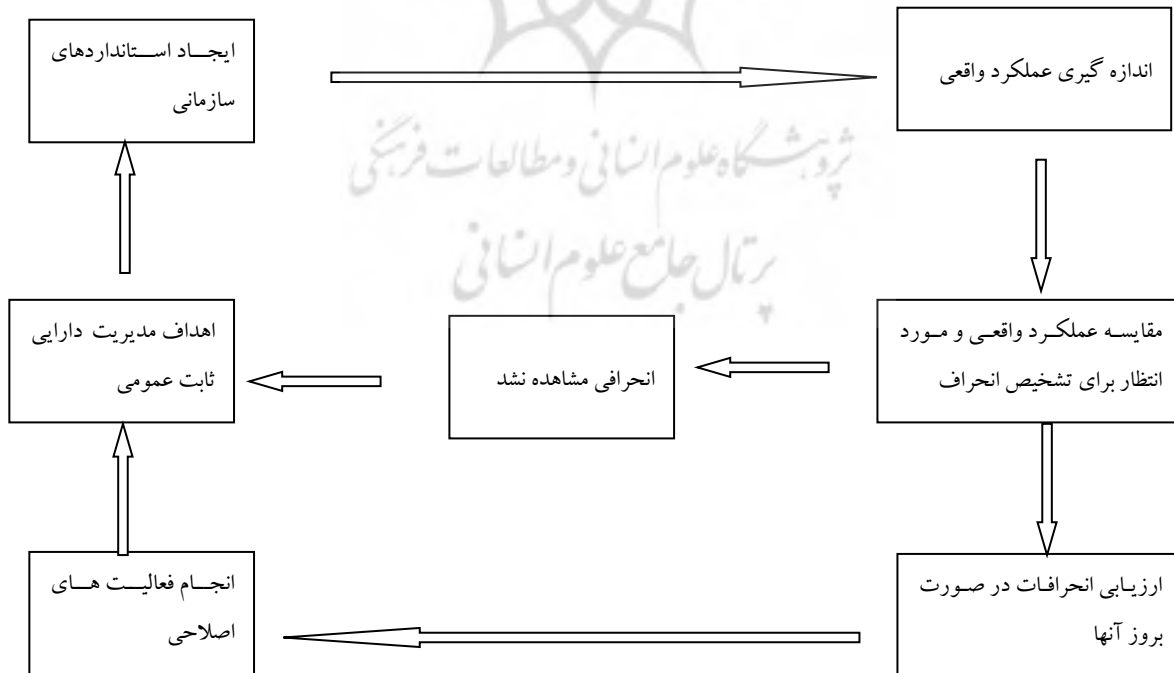 ایجاد استانداردهای
سازمانی
اندازه گیری عملکرد واقعی
پژوهشگاه علوم انسانی و مطالعات فرهنگی
پرتال جامع علوم انسانی
اهداف مدیریت دارایی
ثابت عمومی
انحرافی مشاهده نشد
مقایسه عملکرد واقعی و مورد
انتظار برای تشخیص انحراف
انجام فعالیت های
اصلاحی
ارزیابی انحرافات در صورت
بروز آنها